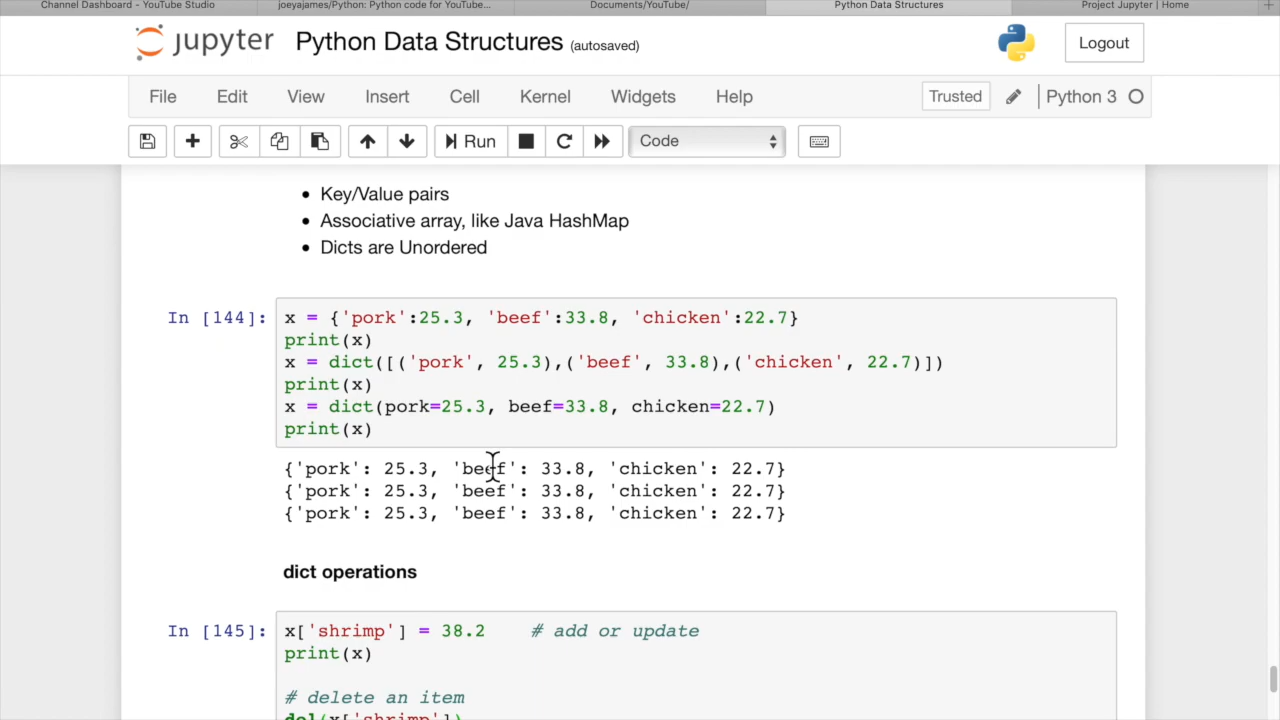 Channel Dashboard - YouTube Studio
joeyajames/Python: Python code for YouTube...
Documents/YouTube/
Python Data Structures
Project Jupyter | Home
jupyter Python Data Structures (autosaved)
Logout
File Edit View Insert Cell Kernel Widgets Help
Trusted
Python 3
Run
Code
• Key/Value pairs
• Associative array, like Java HashMap
• Dicts are Unordered
In [144]: x = {'pork':25.3, 'beef':33.8, 'chicken':22.7}
print(x)
x = dict([('pork', 25.3),('beef', 33.8),('chicken', 22.7)])
print(x)
x = dict(pork=25.3, beef=33.8, chicken=22.7)
print(x)
{'pork': 25.3, 'beef': 33.8, 'chicken': 22.7}
{'pork': 25.3, 'beef': 33.8, 'chicken': 22.7}
{'pork': 25.3, 'beef': 33.8, 'chicken': 22.7}
dict operations
In [145]: x['shrimp'] = 38.2 # add or update
print(x)
# delete an item
del(x['shrimp'])